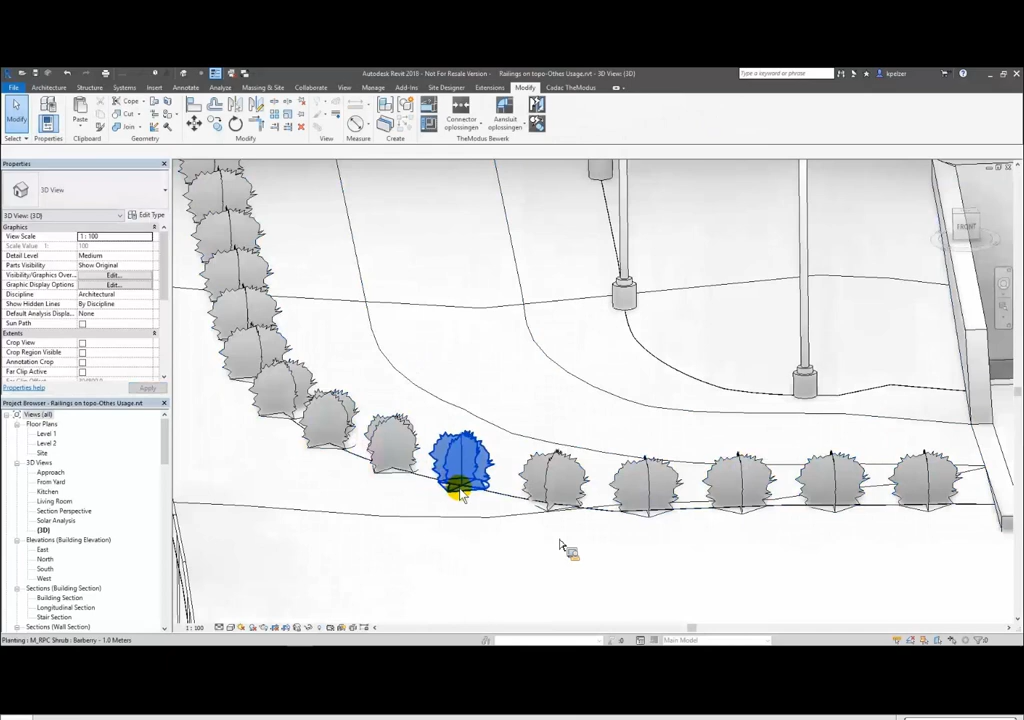 Autodesk Revit 2018 - Not For Resale Version - Railings on topo-Othes Usage.rvt - 3D View: {3D}
Type a keyword or phrase
kpelzer
File Architecture Structure Systems Insert Annotate Analyze Massing & Site Collaborate View Manage Add-Ins Site Designer Extensions Modify Cadac TheModus
Modify
Paste
Cope
Cut
Join
Connector oplossingen
Aansluit oplossingen
Select Properties Clipboard Geometry Modify View Measure Create TheModus Bewerk
Properties
3D View
3D View: {3D} Edit Type
Graphics
View Scale 1 : 100
Scale Value 1: 100
Detail Level Medium
Parts Visibility Show Original
Visibility/Graphics Over... Edit...
Graphic Display Options Edit...
Discipline Architectural
Show Hidden Lines By Discipline
Default Analysis Displa... None
Sun Path
Extents
Crop View
Crop Region Visible
Annotation Crop
Far Clip Active
Properties help Apply
Project Browser - Railings on topo-Othes Usage.rvt
Views (all)
Floor Plans
Level 1
Level 2
Site
3D Views
Approach
From Yard
Kitchen
Living Room
Section Perspective
Solar Analysis
{3D}
Elevations (Building Elevation)
East
North
South
West
Sections (Building Section)
Building Section
Longitudinal Section
Stair Section
Sections (Wall Section)
FRONT
1 : 100
Planting : M_RPC Shrub : Barberry - 1.0 Meters
:0
Main Model
:0